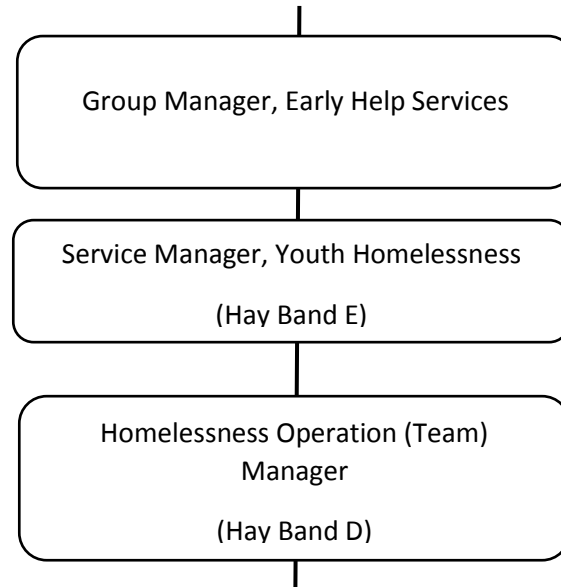 Group Manager, Early Help Services
Service Manager, Youth Homelessness
(Hay Band E)
Homelessness Operation (Team)
Manager
(Hay Band D)